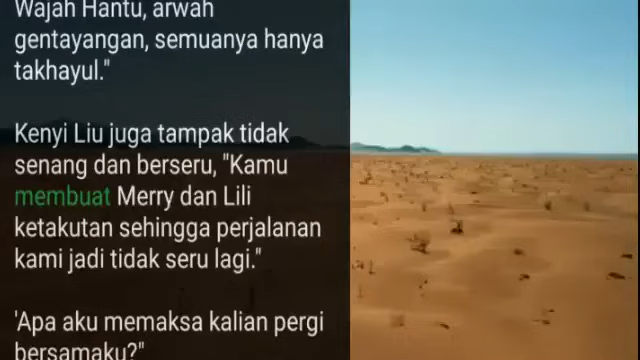 Wajah Hantu, arwah
gentayangan, semuanya hanya
takhayul."
Kenyi Liu juga tampak tidak
senang dan berseru, "Kamu
membuat Merry dan Lili
ketakutan sehingga perjalanan
kami jadi tidak seru lagi."
'Apa aku memaksa kalian pergi
bersamaku?"